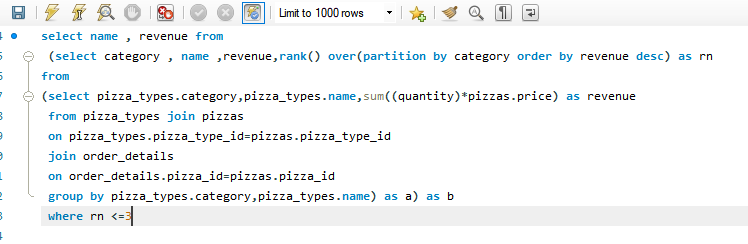 Limit to 1000 rows
select name , revenue from
(select category , name ,revenue,rank() over(partition by category order by revenue desc) as rn
from
(select pizza_types.category,pizza_types.name,sum((quantity)*pizzas.price) as revenue
from pizza_types join pizzas
on pizza_types.pizza_type_id=pizzas.pizza_type_id
join order_details
on order_details.pizza_id=pizzas.pizza_id
group by pizza_types.category,pizza_types.name) as a) as b
where rn <=3